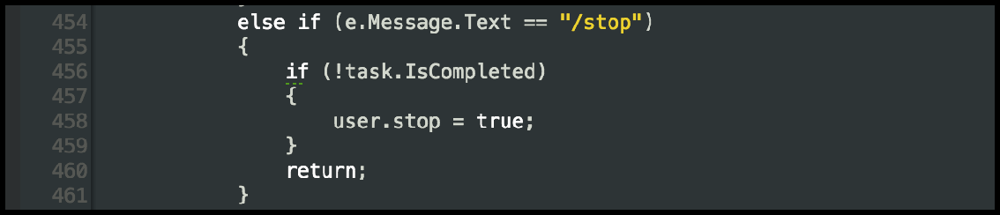 454 else if (e.Message.Text == "/stop")
455 {
456 if (!task.IsCompleted)
457 {
458 user.stop = true;
459 }
460 return;
461 }